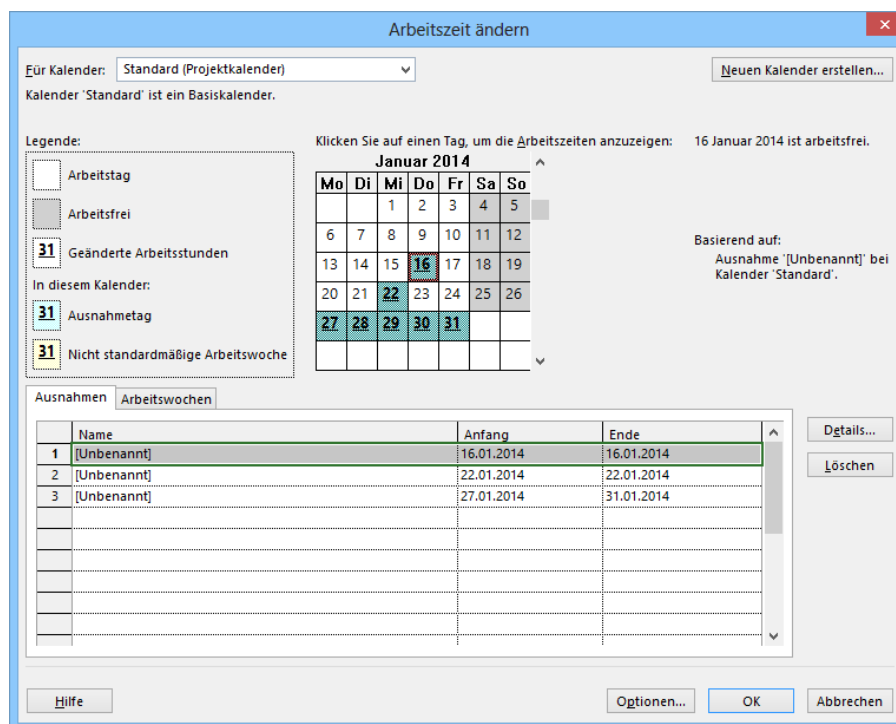 Arbeitszeit ändern
Für Kalender: Standard (Projektkalender) Neuen Kalender erstellen...
Kalender 'Standard' ist ein Basiskalender.
Legende:
Arbeitstag
Arbeitsfrei
31 Geänderte Arbeitsstunden
In diesem Kalender:
31 Ausnahmetag
31 Nicht standardmäßige Arbeitswoche
Klicken Sie auf einen Tag, um die Arbeitszeiten anzuzeigen:
Januar 2014
Mo Di Mi Do Fr Sa So
1 2 3 4 5
6 7 8 9 10 11 12
13 14 15 16 17 18 19
20 21 22 23 24 25 26
27 28 29 30 31
16 Januar 2014 ist arbeitsfrei.
Basierend auf:
Ausnahme '[Unbenannt]' bei
Kalender 'Standard'.
Ausnahmen Arbeitswochen
Name Anfang Ende
1 [Unbenannt] 16.01.2014 16.01.2014
2 [Unbenannt] 22.01.2014 22.01.2014
3 [Unbenannt] 27.01.2014 31.01.2014
Details...
Löschen
Hilfe Optionen... OK Abbrechen